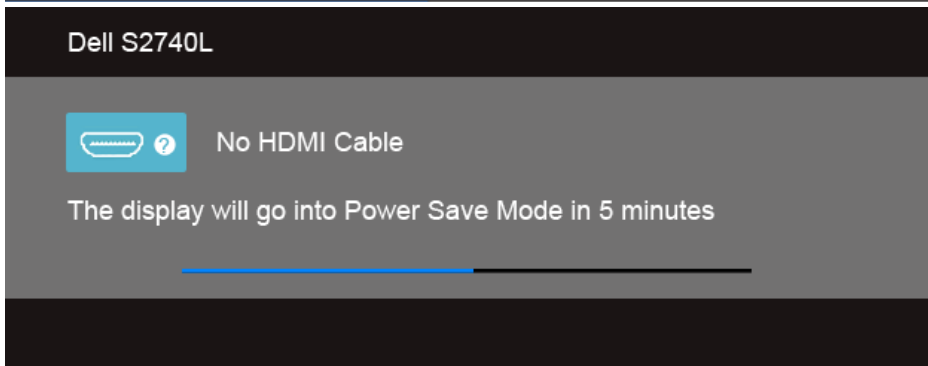 Dell S2740L
No HDMI Cable
The display will go into Power Save Mode in 5 minutes